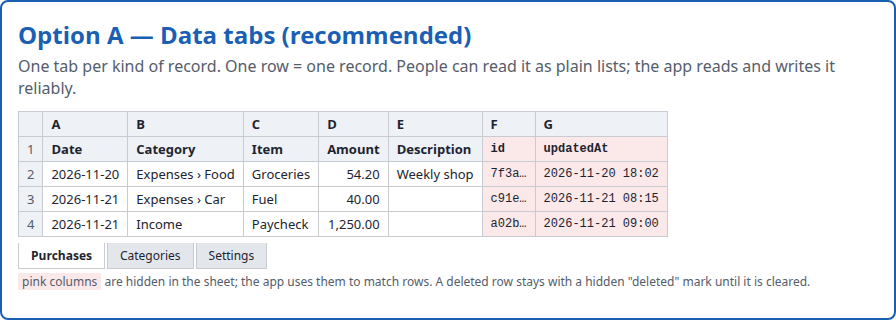 Option A — Data tabs (recommended)
One tab per kind of record. One row = one record. People can read it as plain lists; the app reads and writes it
reliably.
A B C D E F G
1 Date Category Item Amount Description id updatedAt
2 2026-11-20 Expenses › Food Groceries 54.20 Weekly shop 7f3a… 2026-11-20 18:02
3 2026-11-21 Expenses › Car Fuel 40.00 c91e… 2026-11-21 08:15
4 2026-11-21 Income Paycheck 1,250.00 a02b… 2026-11-21 09:00
Purchases Categories Settings
pink columns are hidden in the sheet; the app uses them to match rows. A deleted row stays with a hidden "deleted" mark until it is cleared.